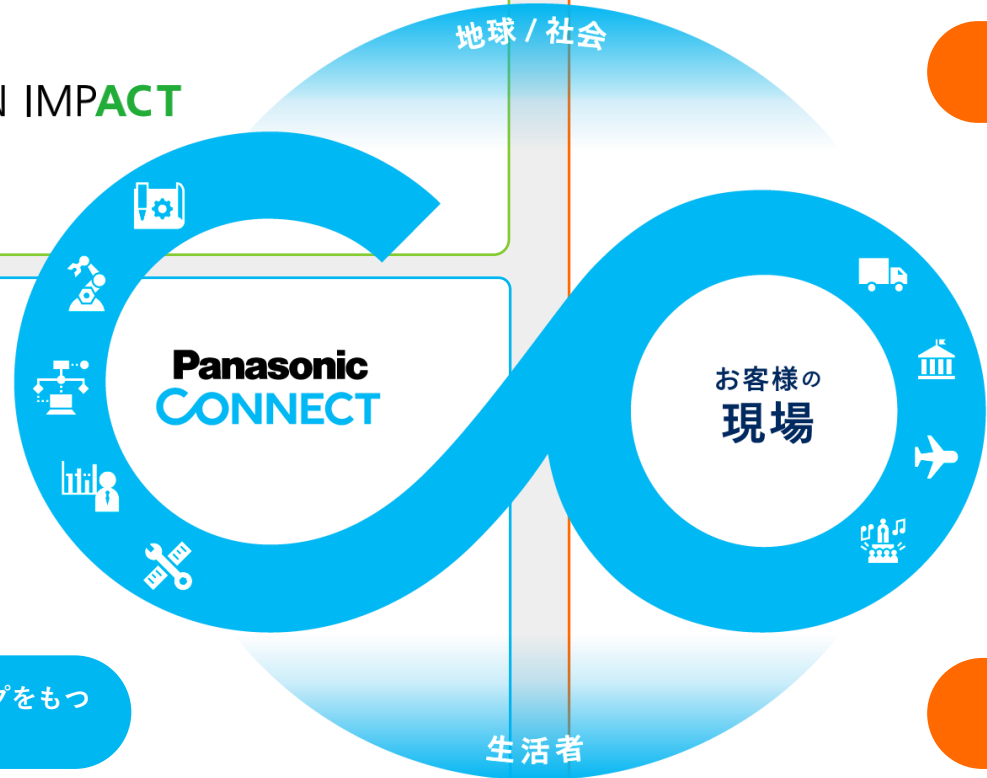 地球 / 社会
N IMPACT
Panasonic
CONNECT
お客様の
現場
プをもつ
生活者